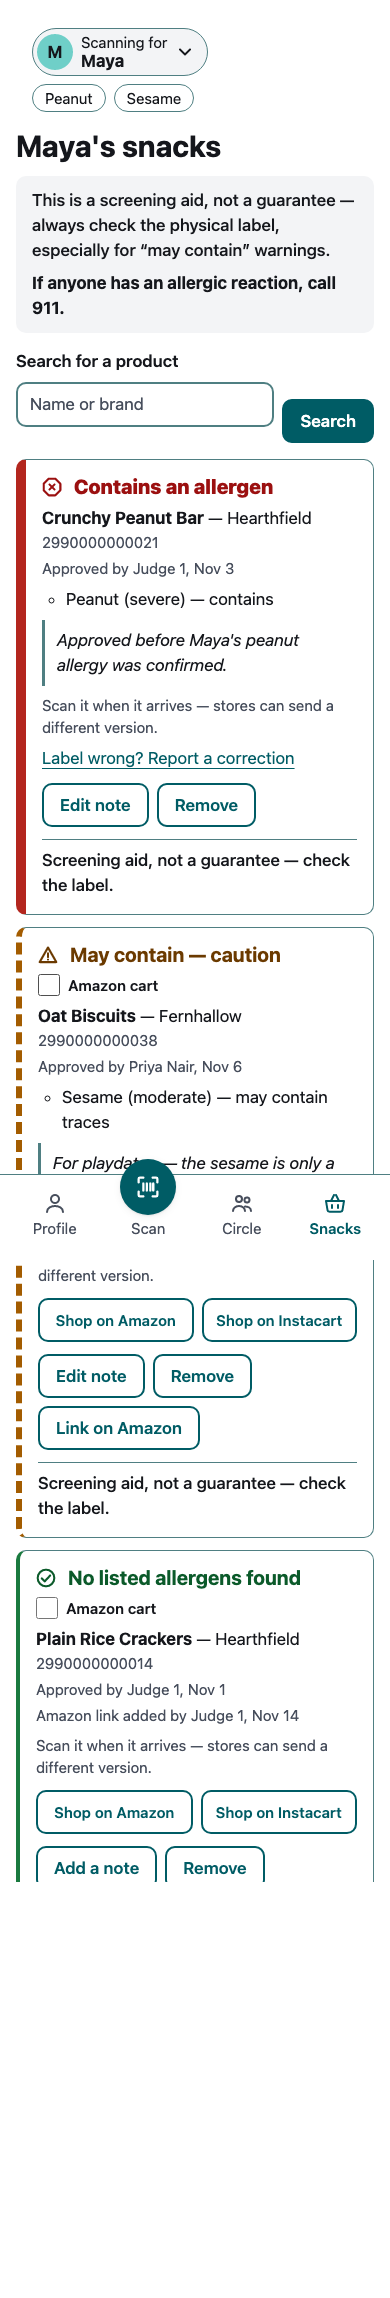 M
Scanning for
Maya
Peanut
Sesame
Maya's snacks
This is a screening aid, not a guarantee —
always check the physical label,
especially for “may contain” warnings.
If anyone has an allergic reaction, call
911.
Search for a product
Name or brand
Search
Contains an allergen
Crunchy Peanut Bar — Hearthfield
2990000000021
Approved by Judge 1, Nov 3
Peanut (severe) — contains
Approved before Maya's peanut
allergy was confirmed.
Scan it when it arrives — stores can send a
different version.
Label wrong? Report a correction
Edit note
Remove
Screening aid, not a guarantee — check
the label.
May contain — caution
Amazon cart
Oat Biscuits — Fernhallow
2990000000038
Approved by Priya Nair, Nov 6
Sesame (moderate) — may contain
traces
For — the sesame is only a
Profile
Scan
Circle
Snacks
different version.
Shop on Amazon
Shop on Instacart
Edit note
Remove
Link on Amazon
Screening aid, not a guarantee — check
the label.
No listed allergens found
Amazon cart
Plain Rice Crackers — Hearthfield
2990000000014
Approved by Judge 1, Nov 1
Amazon link added by Judge 1, Nov 14
Scan it when it arrives — stores can send a
different version.
Shop on Amazon
Shop on Instacart
Add a note
Remove